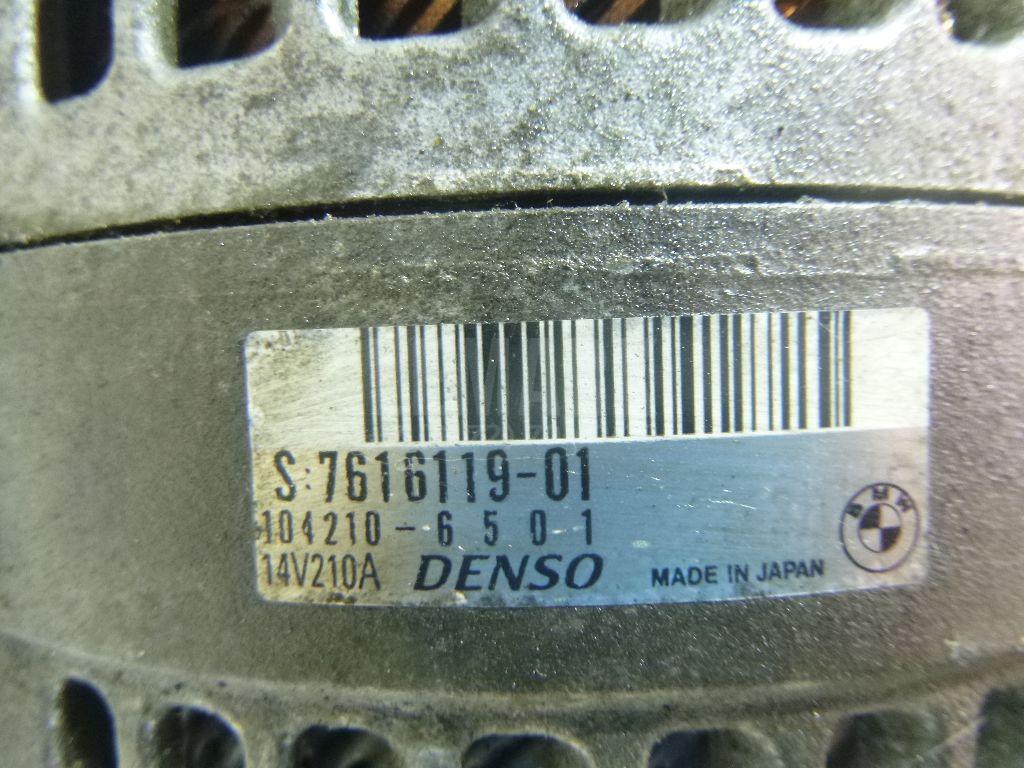 S:7616119-01
104210-6501
14V210A DENSO MADE IN JAPAN
BMW